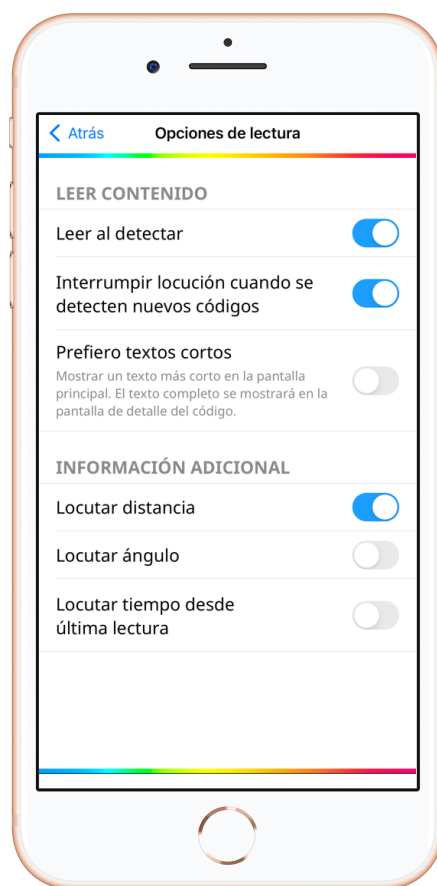 Atrás
Opciones de lectura
LEER CONTENIDO
Leer al detectar
Interrumpir locución cuando se
detecten nuevos códigos
Prefiero textos cortos
Mostrar un texto más corto en la pantalla
principal. El texto completo se mostrará en la
pantalla de detalle del código.
INFORMACIÓN ADICIONAL
Locutar distancia
Locutar ángulo
Locutar tiempo desde
última lectura